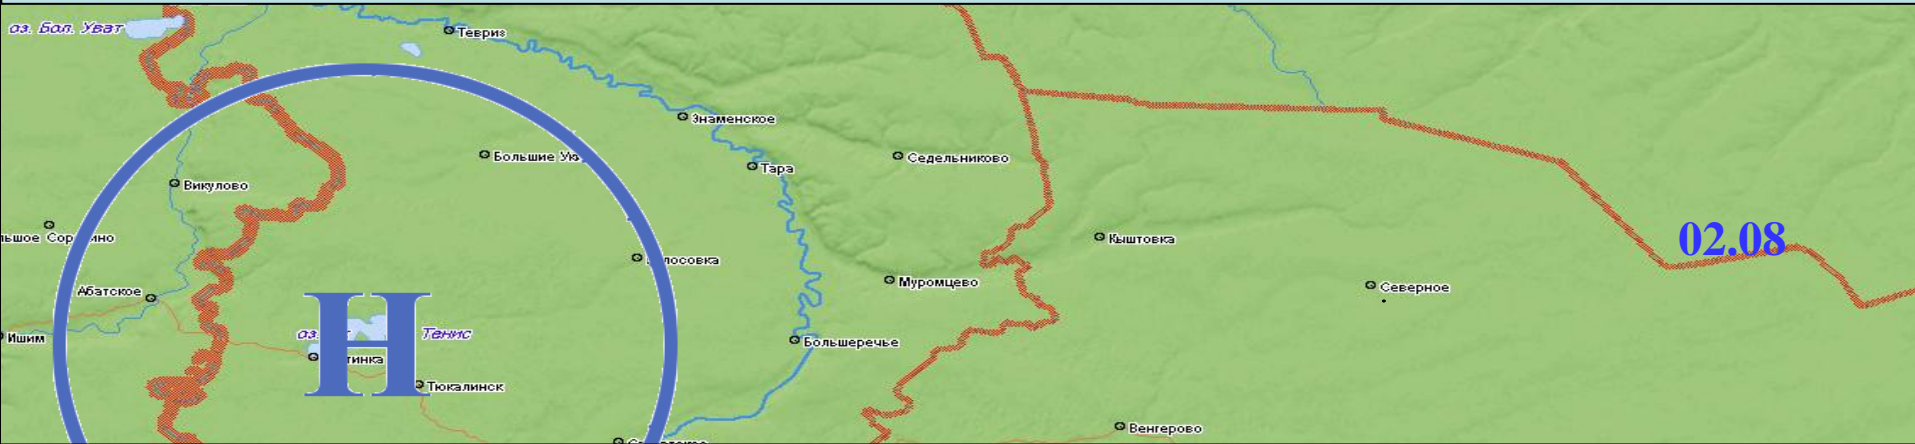 оз. Бол. Уват
Тевриз
Знаменское
Большие
Тара
Седельниково
Викулово
02.08
Кыштовка
Муромцево
Абатское
Северное
оз.
Тенис
Н
Ишим
Большеречье
Тюкалинск
Венгерово